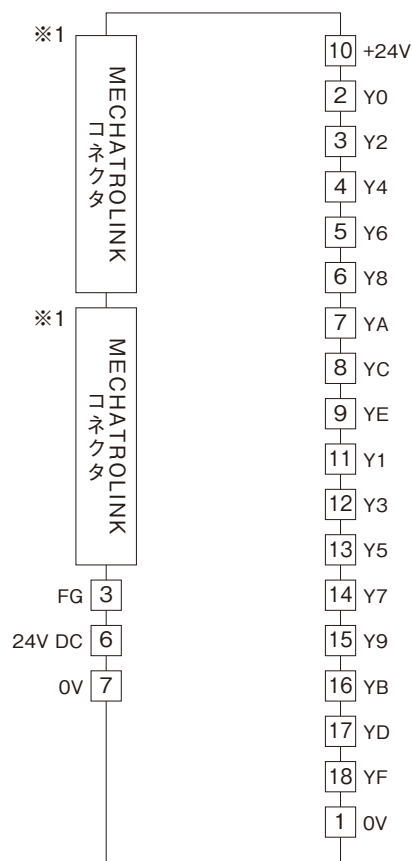 ※1
MECHATROLINK
コネクタ
※1
MECHATROLINK
コネクタ
FG 3
24V DC 6
0V 7
10 +24V
2 Y0
3 Y2
4 Y4
5 Y6
6 Y8
7 YA
8 YC
9 YE
11 Y1
12 Y3
13 Y5
14 Y7
15 Y9
16 YB
17 YD
18 YF
1 0V